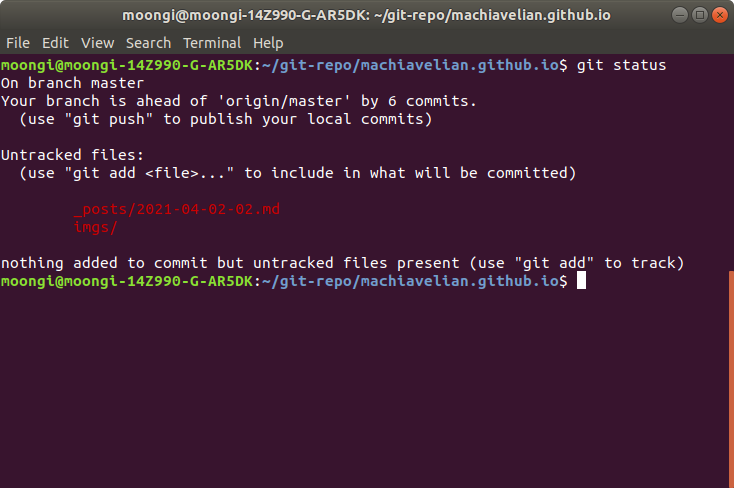 moongi@moongi-14Z990-G-AR5DK: ~/git-repo/machiavelian.github.io
File Edit View Search Terminal Help
moongi@moongi-14Z990-G-AR5DK:~/git-repo/machiavelian.github.io$ git status
On branch master
Your branch is ahead of 'origin/master' by 6 commits.
  (use "git push" to publish your local commits)

Untracked files:
  (use "git add <file>..." to include in what will be committed)

        _posts/2021-04-02-02.md
        imgs/

nothing added to commit but untracked files present (use "git add" to track)
moongi@moongi-14Z990-G-AR5DK:~/git-repo/machiavelian.github.io$